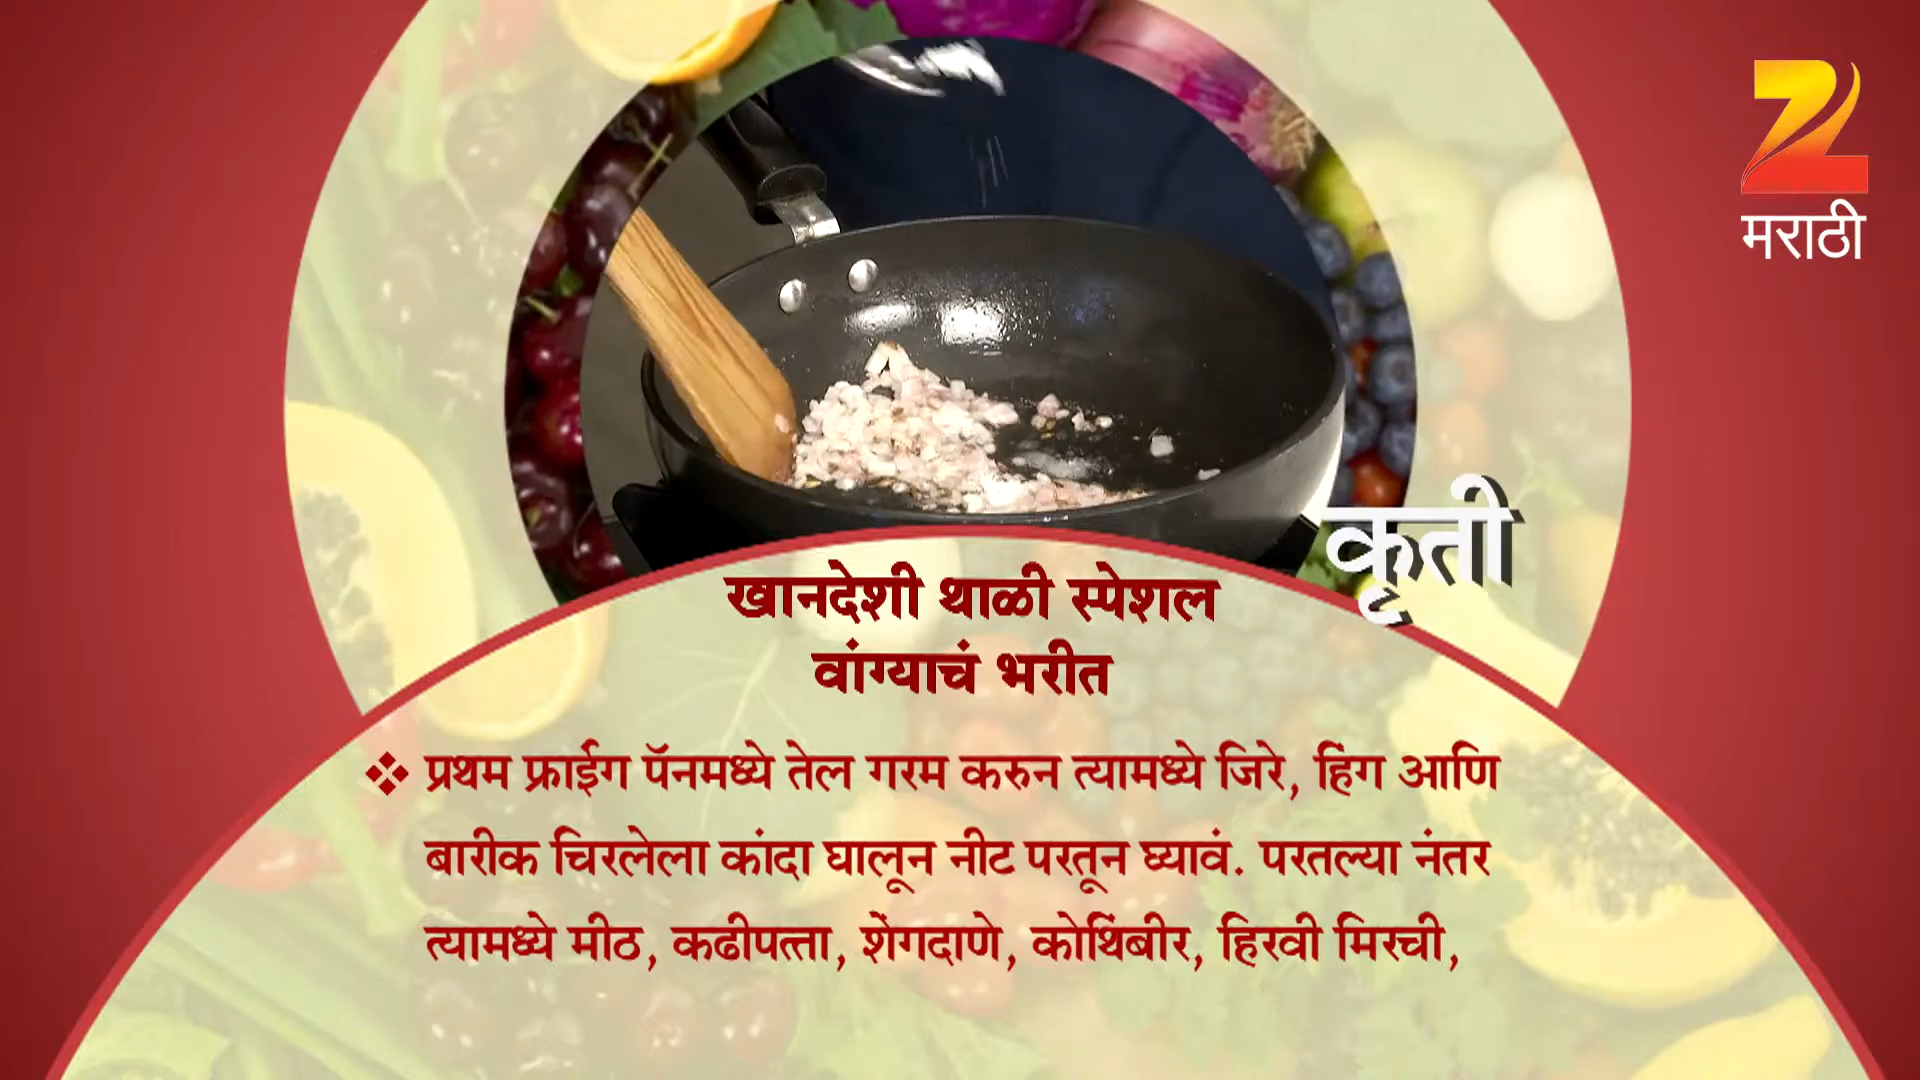 मराठी
कृती
खानदेशी थाळी स्पेशल
वांग्याचं भरीत
प्रथम फ्राईंग पॅनमध्ये तेल गरम करुन त्यामध्ये जिरे, हिंग आणि
बारीक चिरलेला कांदा घालून नीट परतून घ्यावं. परतल्या नंतर
त्यामध्ये मीठ, कढीपत्ता, शेंगदाणे, कोथिंबीर, हिरवी मिरची,